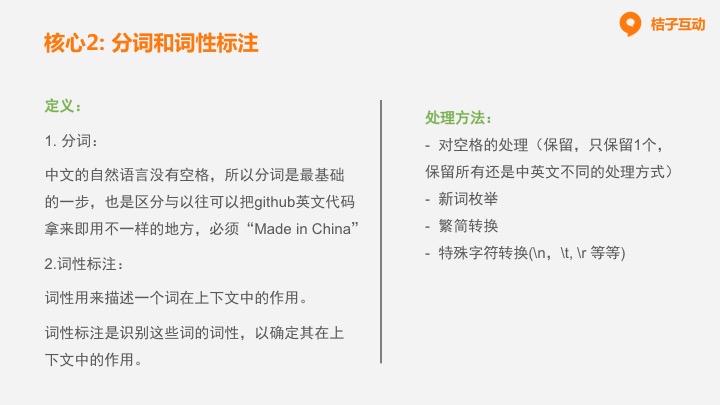 核心2: 分词和词性标注
桔子互动
定义：
1. 分词：
中文的自然语言没有空格，所以分词是最基础
的一步，也是区分与以往可以把github英文代码
拿来即用不一样的地方，必须“Made in China”
2.词性标注：
词性用来描述一个词在上下文中的作用。
词性标注是识别这些词的词性，以确定其在上
下文中的作用。
处理方法：
- 对空格的处理（保留，只保留1个，
保留所有还是中英文不同的处理方式）
- 新词枚举
- 繁简转换
- 特殊字符转换(\n，\t, \r 等等)